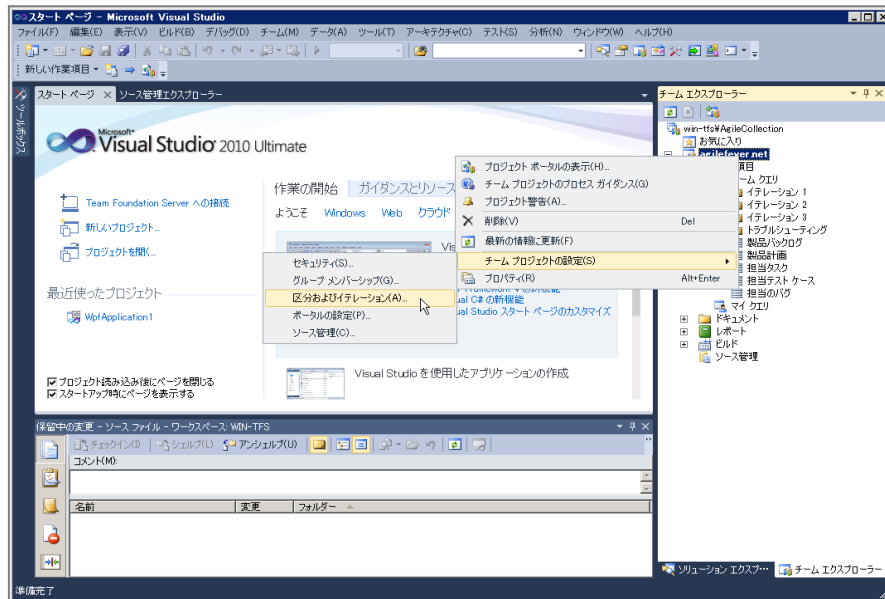 スタート ページ - Microsoft Visual Studio
ファイル(F) 編集(E) 表示(V) ビルド(B) デバッグ(D) チーム(M) データ(A) ツール(T) アーキテクチャ(C) テスト(S) 分析(N) ウィンドウ(W) ヘルプ(H)
新しい作業項目
ツールボックス
スタート ページ ソース管理エクスプローラー
Microsoft
Visual Studio 2010 Ultimate
Team Foundation Server への接続
新しいプロジェクト...
プロジェクトを開く...
最近使ったプロジェクト
WpfApplication1
プロジェクト読み込み後にページを閉じる
スタートアップ時にページを表示する
作業の開始 ガイダンスとリソース
ようこそ Windows Web クラウド
Visual C# の新機能
Visual Studio スタート ページのカスタマイズ
Visual Studio を使用したアプリケーションの作成
プロジェクト ポータルの表示(H)...
チーム プロジェクトのプロセス ガイダンス(G)
プロジェクト警告(A)...
削除(V) Del
最新の情報に更新(F)
チーム プロジェクトの設定(S)
プロパティ(R) Alt+Enter
セキュリティ(S)...
グループ メンバーシップ(G)...
区分およびイテレーション(A)...
ポータルの設定(P)...
ソース管理(C)...
チーム エクスプローラー
win-tfs¥AgileCollection
お気に入り
agilefever.net
項目
ーム クエリ
イテレーション 1
イテレーション 2
イテレーション 3
トラブルシューティング
製品バックログ
製品計画
担当タスク
担当テスト ケース
担当のバグ
マイ クエリ
ドキュメント
レポート
ビルド
ソース管理
保留中の変更 - ソース ファイル - ワークスペース: WIN-TFS
チェックイン(I) シェルブ(L) アンシェルブ(U)
コメント(M):
名前 変更 フォルダー
ソリューション エクスプ… チーム エクスプローラー
準備完了